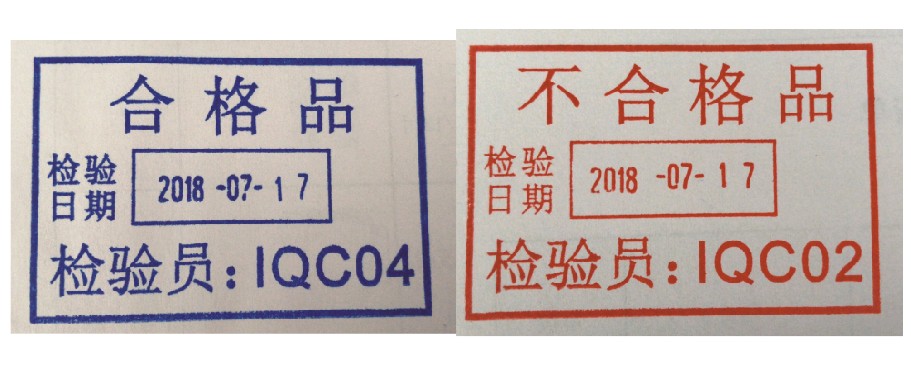 合格品
检验
日期
2018-07-17
检验员：IQC04
不合格品
检验
日期
2018-07-17
检验员：IQC02